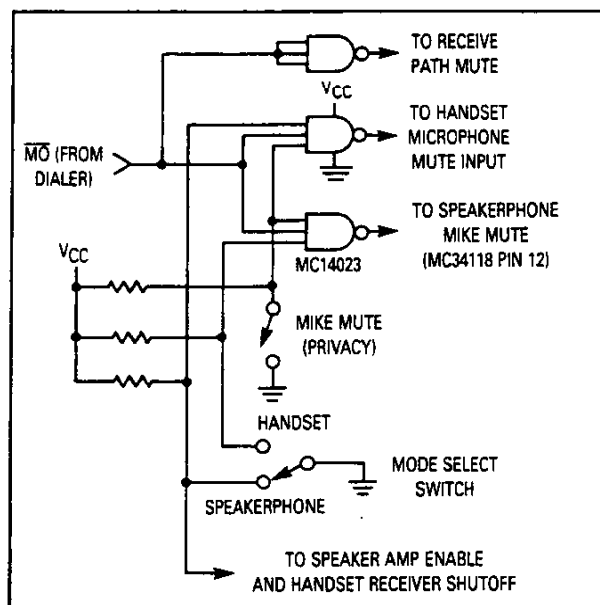 TO RECEIVE
PATH MUTE
VCC
TO HANDSET
MICROPHONE
MUTE INPUT
MO (FROM
DIALER)
TO SPEAKERPHONE
MIKE MUTE
(MC34118 PIN 12)
MC14023
VCC
MIKE MUTE
(PRIVACY)
HANDSET
MODE SELECT
SWITCH
SPEAKERPHONE
TO SPEAKER AMP ENABLE
AND HANDSET RECEIVER SHUTOFF